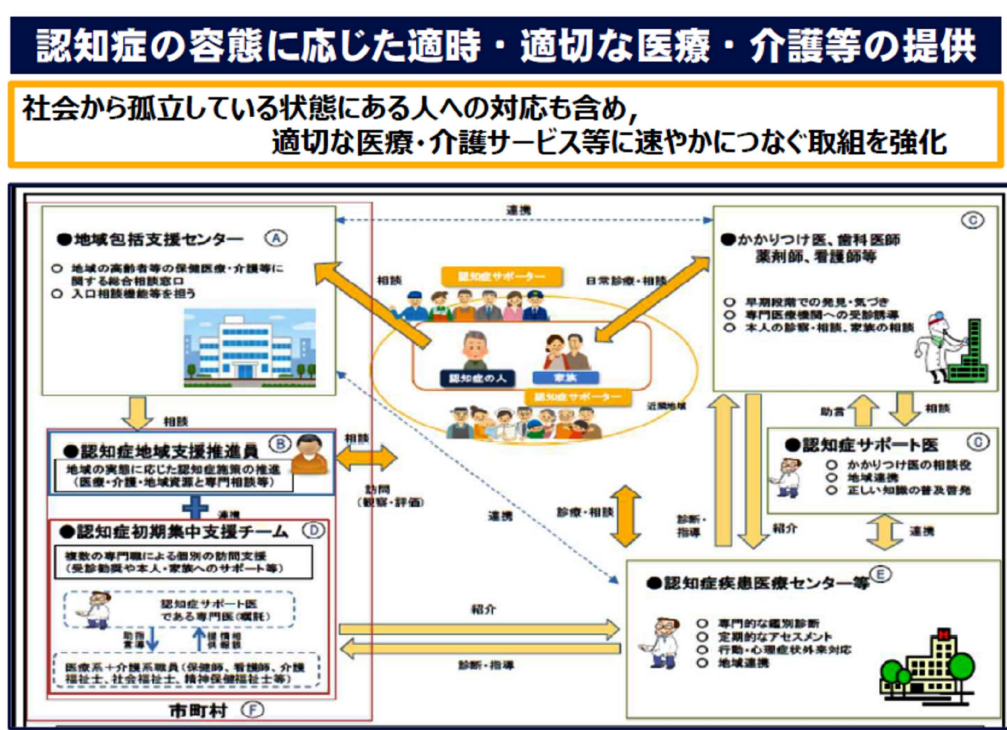 認知症の容態に応じた適時・適切な医療・介護等の提供
社会から孤立している状態にある人への対応も含め,
適切な医療・介護サービス等に速やかにつなぐ取組を強化
●地域包括支援センター Ⓐ
○ 地域の高齢者等の保健医療・介護等に
関する総合相談窓口
○ 入口相談機能等を担う
連携
相談
認知症サポーター
日常診療・相談
認知症の人
家族
認知症サポーター
近隣地域
Ⓒ
●かかりつけ医、歯科医師
薬剤師、看護師等
○ 早期段階での発見・気づき
○ 専門医療機関への受診誘導
○ 本人の診察・相談、家族の相談
相談
助言
相談
●認知症地域支援推進員 Ⓑ
地域の実態に応じた認知症施策の推進
(医療・介護・地域資源と専門相談等)
相談
訪問
(観察・評価)
連携
●認知症サポート医 Ⓖ
○ かかりつけ医の相談役
○ 地域連携
○ 正しい知識の普及啓発
連携
●認知症初期集中支援チーム Ⓓ
複数の専門職による個別の訪問支援
(受診勧奨や本人・家族へのサポート等)
認知症サポート医
である専門医(嘱託)
指導
助言
情報提供
相談
医療系+介護系職員(保健師、看護師、介護
福祉士、社会福祉士、精神保健福祉士等)
市町村 Ⓕ
連携
診療・相談
診断・
指導
紹介
紹介
診断・指導
●認知症疾患医療センター等 Ⓔ
○ 専門的な鑑別診断
○ 定期的なアセスメント
○ 行動・心理症状外来対応
○ 地域連携
H